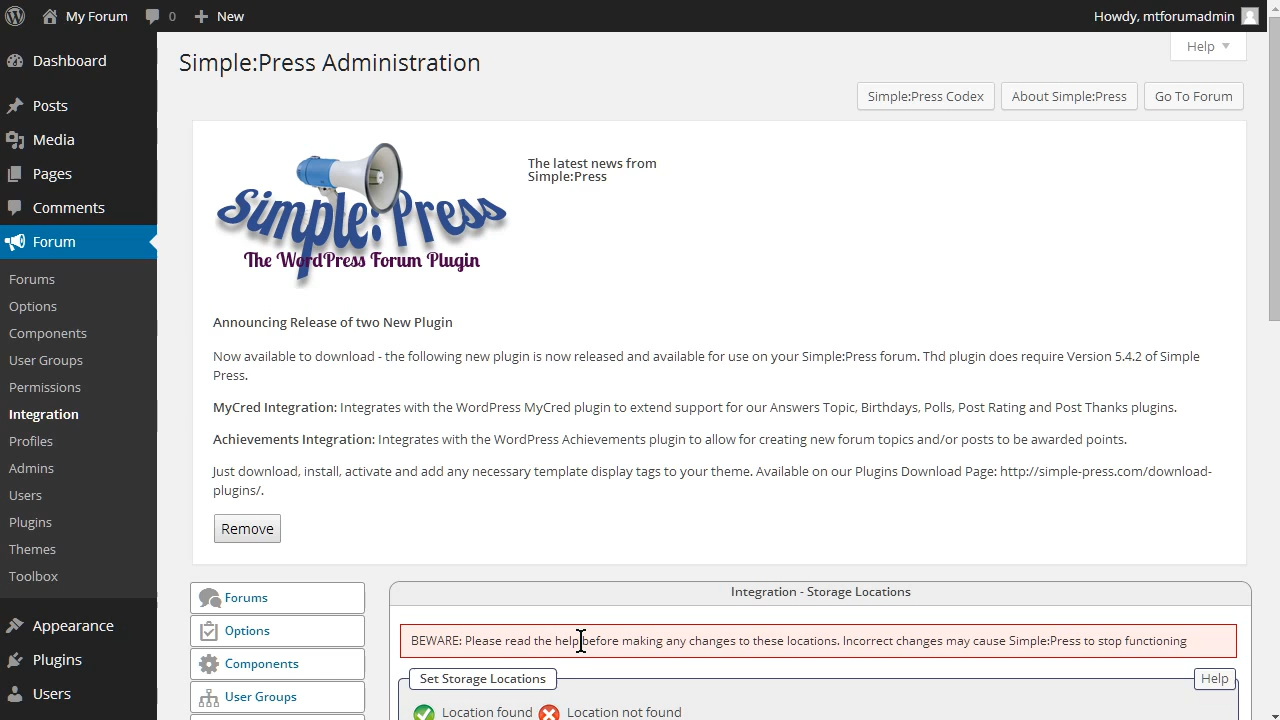 My Forum
0
New
Howdy, mtforumadmin
Dashboard
Posts
Media
Pages
Comments
Forum
Forums
Options
Components
User Groups
Permissions
Integration
Profiles
Admins
Users
Plugins
Themes
Toolbox
Appearance
Plugins
Users
Help
Simple:Press Administration
Simple:Press Codex
About Simple:Press
Go To Forum
Simple:Press
The WordPress Forum Plugin
The latest news from
Simple:Press
Announcing Release of two New Plugin
Now available to download - the following new plugin is now released and available for use on your Simple:Press forum. Thd plugin does require Version 5.4.2 of Simple
Press.
MyCred Integration: Integrates with the WordPress MyCred plugin to extend support for our Answers Topic, Birthdays, Polls, Post Rating and Post Thanks plugins.
Achievements Integration: Integrates with the WordPress Achievements plugin to allow for creating new forum topics and/or posts to be awarded points.
Just download, install, activate and add any necessary template display tags to your theme. Available on our Plugins Download Page: http://simple-press.com/download-
plugins/.
Remove
Forums
Options
Components
User Groups
Integration - Storage Locations
BEWARE: Please read the help before making any changes to these locations. Incorrect changes may cause Simple:Press to stop functioning
Set Storage Locations
Help
Location found
Location not found